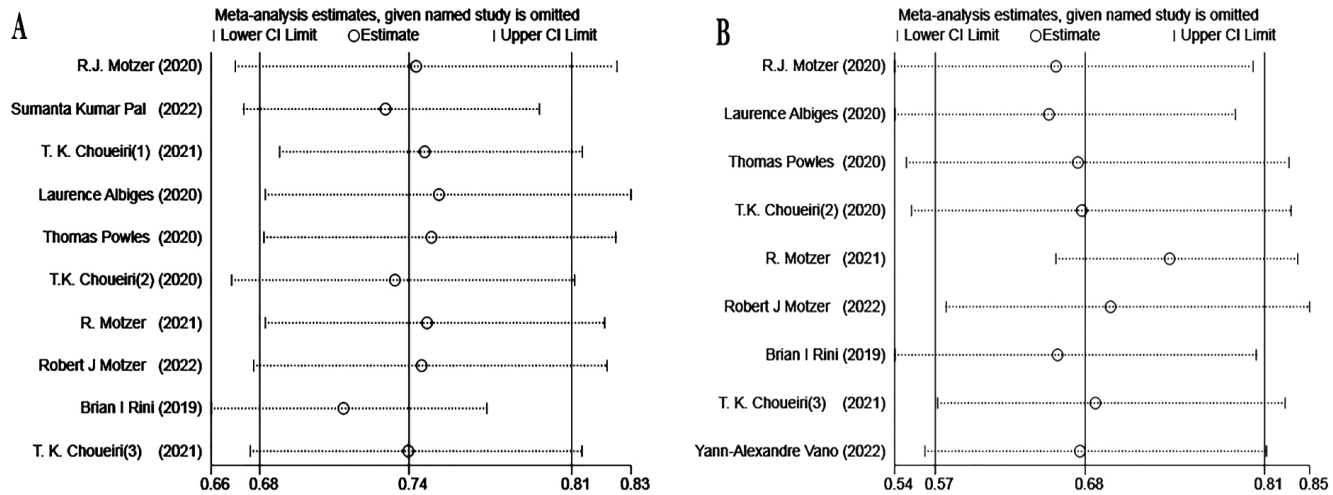 A
Meta-analysis estimates, given named study is omitted
| Lower CI Limit ○Estimate | Upper CI Limit
R.J. Motzer (2020)
Sumanta Kumar Pal (2022)
T. K. Choueiri(1) (2021)
Laurence Albiges (2020)
Thomas Powles (2020)
T.K. Choueiri(2) (2020)
R. Motzer (2021)
Robert J Motzer (2022)
Brian I Rini (2019)
T. K. Choueiri(3) (2021)
0.66 0.68 0.74 0.81 0.83
B
Meta-analysis estimates, given named study is omitted
| Lower CI Limit ○Estimate | Upper CI Limit
R.J. Motzer (2020)
Laurence Albiges (2020)
Thomas Powles (2020)
T.K. Choueiri(2) (2020)
R. Motzer (2021)
Robert J Motzer (2022)
Brian I Rini (2019)
T. K. Choueiri(3) (2021)
Yann-Alexandre Vano (2022)
0.54 0.57 0.68 0.81 0.85